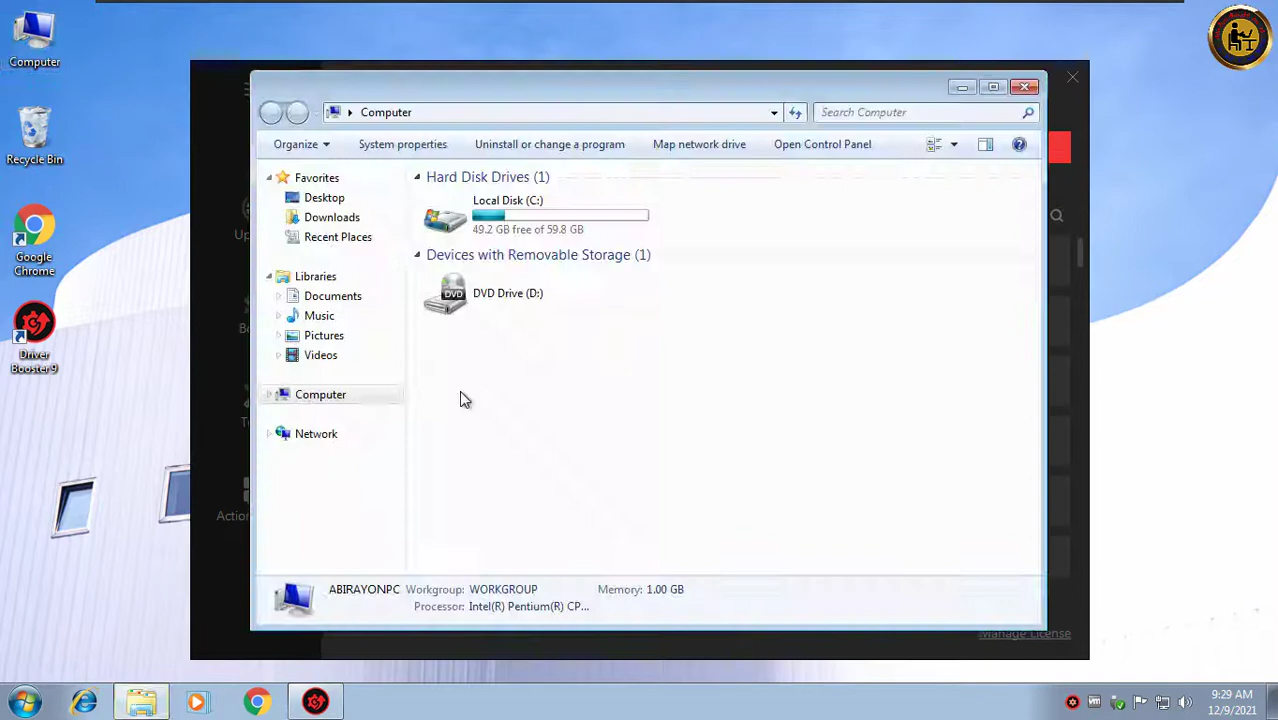 Computer
Recycle Bin
Google
Chrome
Driver
Booster 9
Computer
Search Computer
Organize
System properties
Uninstall or change a program
Map network drive
Open Control Panel
Favorites
Desktop
Downloads
Recent Places
Libraries
Documents
Music
Pictures
Videos
Computer
Network
Hard Disk Drives (1)
Local Disk (C:)
49.2 GB free of 59.8 GB
Devices with Removable Storage (1)
DVD
DVD Drive (D:)
ABIRAYONPC
Workgroup: WORKGROUP
Memory: 1.00 GB
Processor: Intel(R) Pentium(R) CP...
Manage License
9:29 AM
12/9/2021